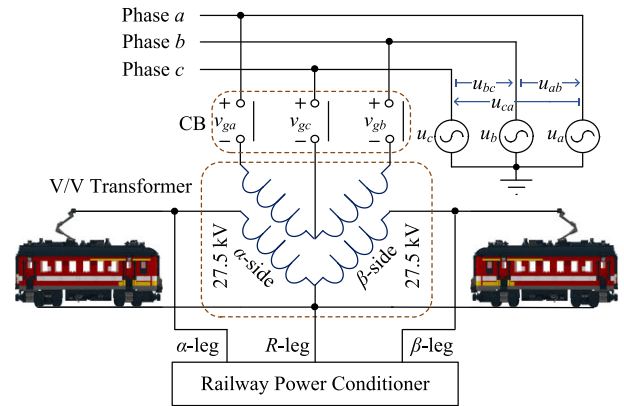 Phase a
Phase b
Phase c
u_bc
u_ab
u_ca
CB
+
v_ga
−
+
v_gc
−
+
v_gb
−
u_c
u_b
u_a
V/V Transformer
27.5 kV
α-side
β-side
27.5 kV
α-leg
R-leg
β-leg
Railway Power Conditioner